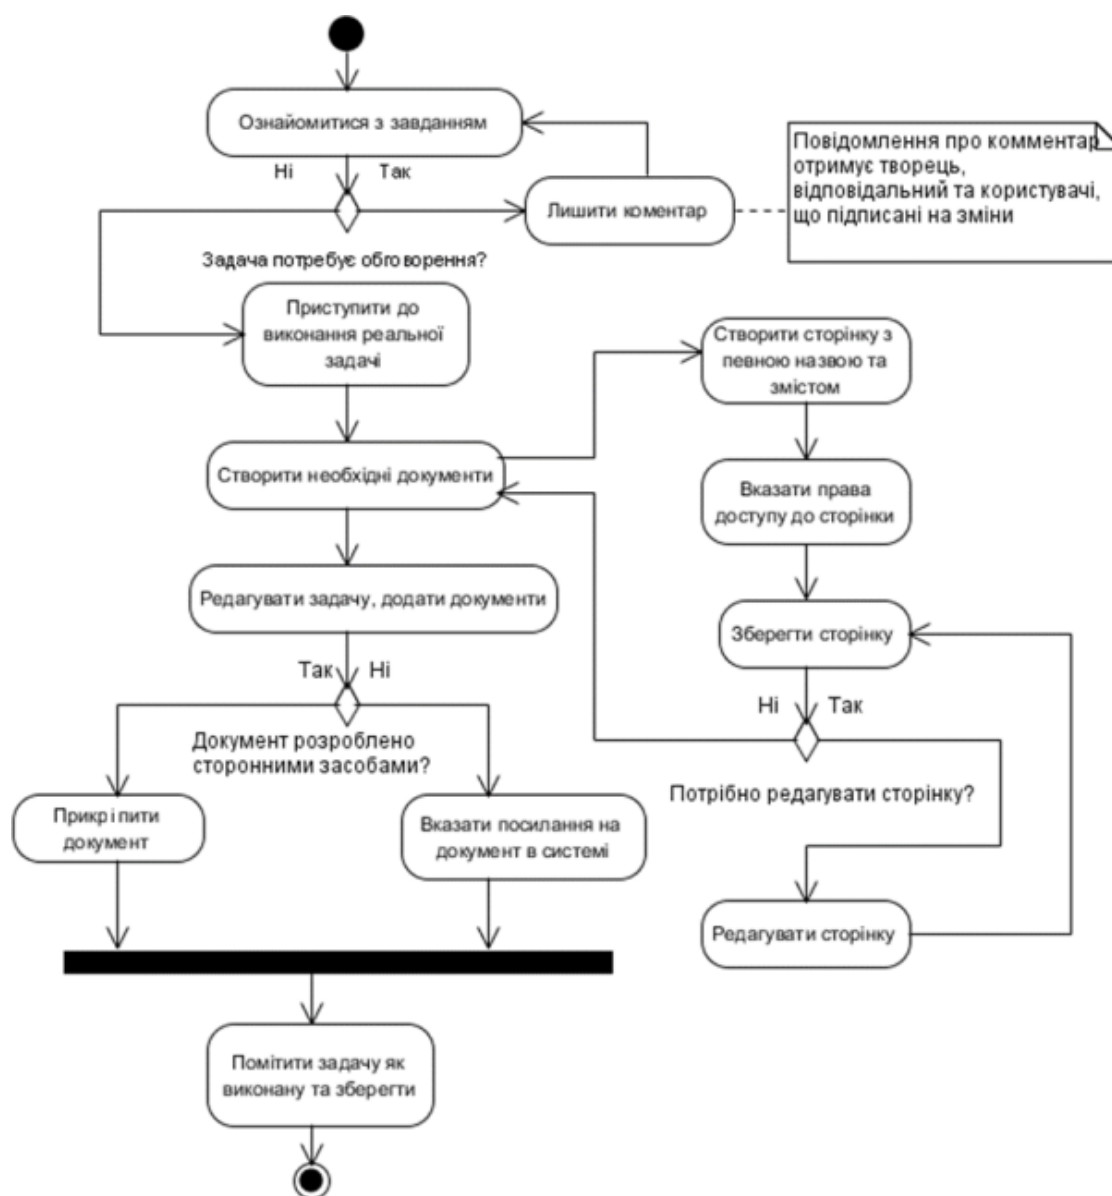 Ознайомитися з завданням
Ні
Так
Лишити коментар
Повідомлення про комментар
отримує творець,
відповідальний та користувачі,
що підписані на зміни
Задача потребує обговорення?
Приступити до
виконання реальної
задачі
Створити необхідні документи
Редагувати задачу, додати документи
Так
Ні
Документ розроблено
сторонними засобами?
Прикріпити
документ
Вказати посилання на
документ в системі
Створити сторінку з
певною назвою та
змістом
Вказати права
доступу до сторінки
Зберегти сторінку
Ні
Так
Потрібно редагувати сторінку?
Редагувати сторінку
Помітити задачу як
виконану та зберегти